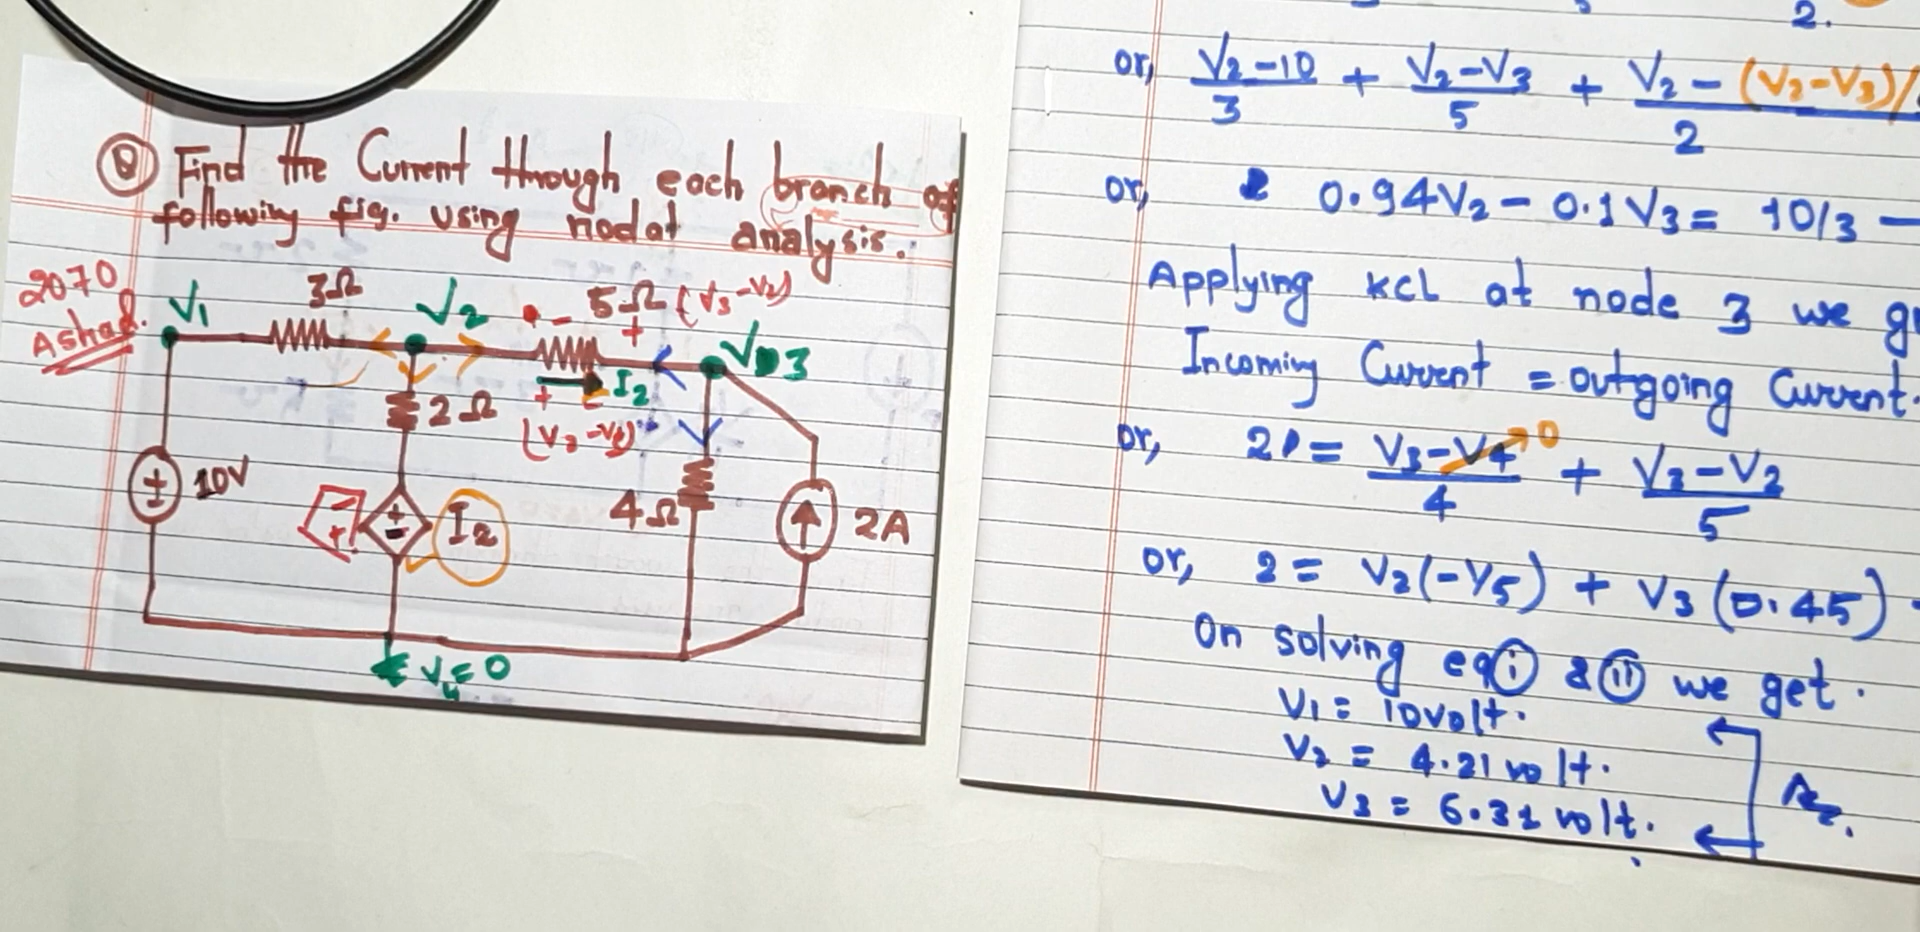 Ⓠ Find the Current through each branch of
following fig. using nodal analysis.
2070
Ashad.
V₁
3Ω
V₂
5Ω (V₃-V₂)
- +
V3
2Ω
I₂
+ -
10V
I₂
4Ω
2A
V₄=0
2.
or, (V₂-10)/3 + (V₂-V₃)/5 + (V₂-(V₂-V₃)/
2
or, 0.94V₂ - 0.1V₃ = 10/3 —
Applying KCL at node 3 we g
Incoming Current = outgoing Current.
or, 2 = (V₃-V₄)/4 + (V₃-V₂)/5
0
or, 2 = V₂(-1/5) + V₃(0.45)
On solving eqⓘ & ⓘⓘ we get.
V₁ = 10volt.
V₂ = 4.21 volt.
V₃ = 6.31 volt.